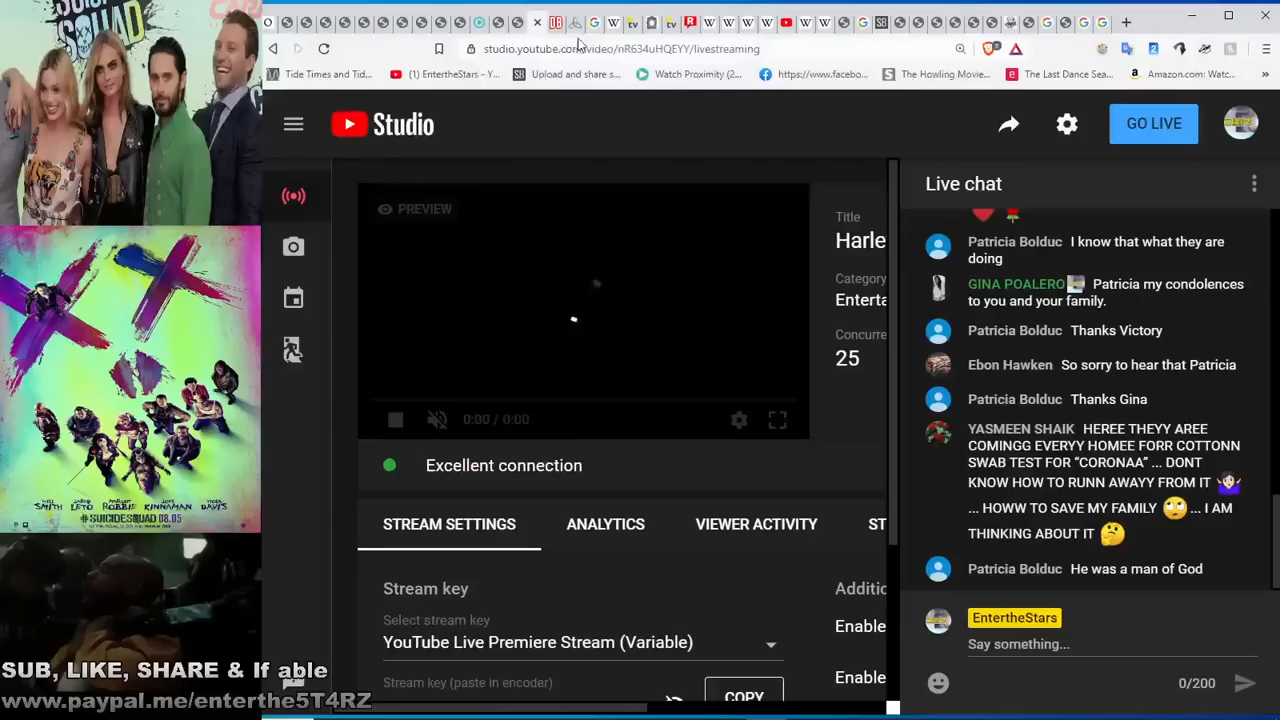 studio.youtube.com/video/nR634uHQEYY/livestreaming
Tide Times and Tid...
(1) EntertheStars - Y...
Upload and share s...
Watch Proximity (2...
https://www.facebo...
The Howling Movie...
The Last Dance Sea...
Amazon.com: Watc...
Studio
GO LIVE
PREVIEW
0:00 / 0:00
Excellent connection
Title
Harle
Category
Enterta
Concurre
25
STREAM SETTINGS
ANALYTICS
VIEWER ACTIVITY
ST
Stream key
Select stream key
YouTube Live Premiere Stream (Variable)
Stream key (paste in encoder)
COPY
Additio
Enable
Enable
Live chat
Patricia Bolduc I know that what they are
doing
GINA POALERO Patricia my condolences
to you and your family.
Patricia Bolduc Thanks Victory
Ebon Hawken So sorry to hear that Patricia
Patricia Bolduc Thanks Gina
YASMEEN SHAIK HEREE THEYY AREE
COMINGG EVERYY HOMEE FORR COTTONN
SWAB TEST FOR “CORONAA” ... DONT
KNOW HOW TO RUNN AWAYY FROM IT
... HOWW TO SAVE MY FAMILY ... I AM
THINKING ABOUT IT
Patricia Bolduc He was a man of God
EntertheStars
Say something...
0/200
SQUAD
#SUICIDESQUAD 08.05
SUB, LIKE, SHARE & If able
www.paypal.me/enterthe5T4RZ